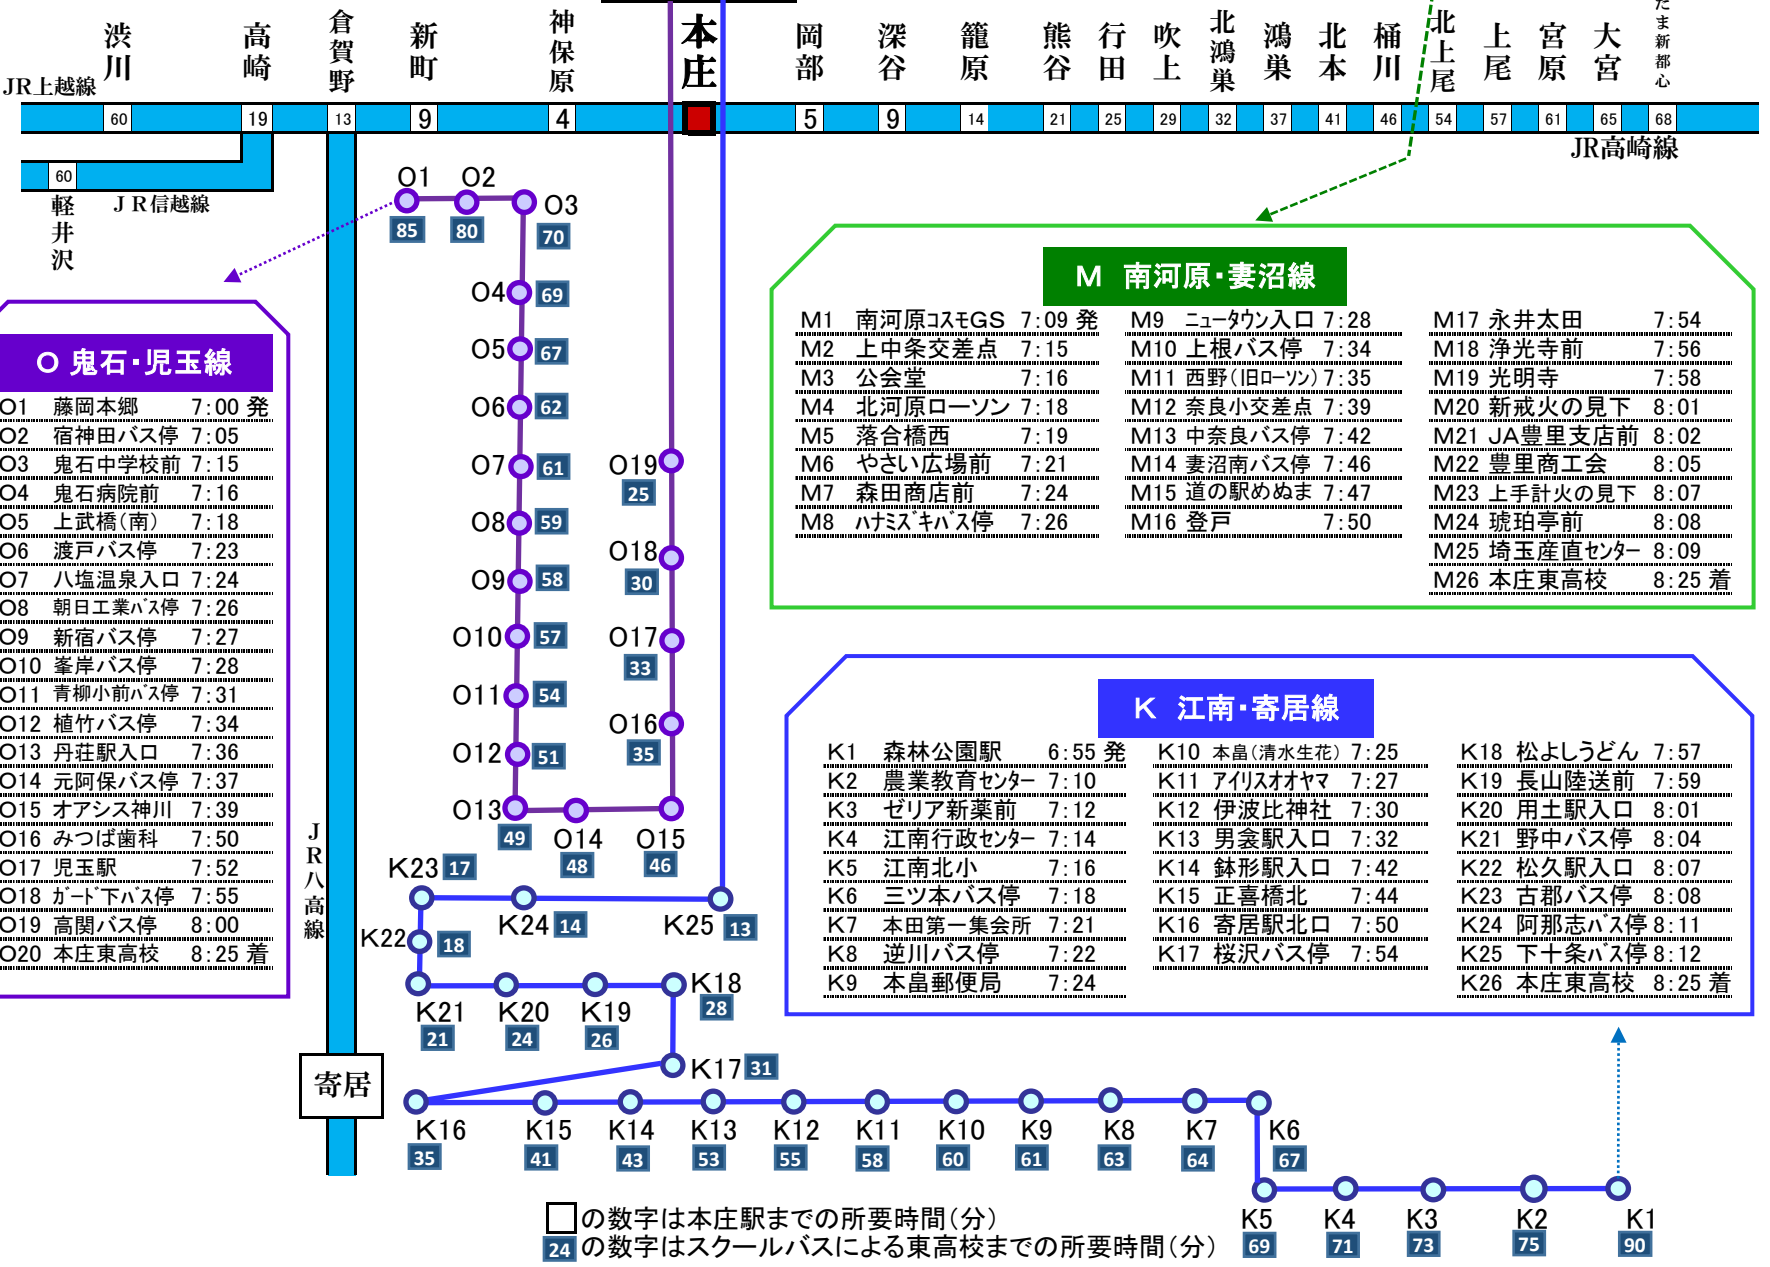 渋川
高崎
倉賀野
新町
神保原
本庄
岡部
深谷
籠原
熊谷
行田
吹上
北鴻巣
鴻巣
北本
桶川
北上尾
上尾
宮原
大宮
たま新都心
JR上越線
60 19 13 9 4 5 9 14 21 25 29 32 37 41 46 54 57 61 65 68
JR高崎線
60
軽井沢
JR信越線
O1 85
O2 80
O3 70
O4 69
O5 67
O6 62
O7 61
O8 59
O9 58
O10 57
O11 54
O12 51
O13 49
O14 48
O15 46
O16 35
O17 33
O18 30
O19 25
O 鬼石・児玉線
O1 藤岡本郷 7:00 発
O2 宿神田バス停 7:05
O3 鬼石中学校前 7:15
O4 鬼石病院前 7:16
O5 上武橋(南) 7:18
O6 渡戸バス停 7:23
O7 八塩温泉入口 7:24
O8 朝日工業バス停 7:26
O9 新宿バス停 7:27
O10 峯岸バス停 7:28
O11 青柳小前バス停 7:31
O12 植竹バス停 7:34
O13 丹荘駅入口 7:36
O14 元阿保バス停 7:37
O15 オアシス神川 7:39
O16 みつば歯科 7:50
O17 児玉駅 7:52
O18 ガード下バス停 7:55
O19 高関バス停 8:00
O20 本庄東高校 8:25 着
M 南河原・妻沼線
M1 南河原コスモGS 7:09 発
M2 上中条交差点 7:15
M3 公会堂 7:16
M4 北河原ローソン 7:18
M5 落合橋西 7:19
M6 やさい広場前 7:21
M7 森田商店前 7:24
M8 ハナミズキバス停 7:26
M9 ニュータウン入口 7:28
M10 上根バス停 7:34
M11 西野(旧ローソン) 7:35
M12 奈良小交差点 7:39
M13 中奈良バス停 7:42
M14 妻沼南バス停 7:46
M15 道の駅めぬま 7:47
M16 登戸 7:50
M17 永井太田 7:54
M18 浄光寺前 7:56
M19 光明寺 7:58
M20 新戒火の見下 8:01
M21 JA豊里支店前 8:02
M22 豊里商工会 8:05
M23 上手計火の見下 8:07
M24 琥珀亭前 8:08
M25 埼玉産直センター 8:09
M26 本庄東高校 8:25 着
K 江南・寄居線
K1 森林公園駅 6:55 発
K2 農業教育センター 7:10
K3 ゼリア新薬前 7:12
K4 江南行政センター 7:14
K5 江南北小 7:16
K6 三ツ本バス停 7:18
K7 本田第一集会所 7:21
K8 逆川バス停 7:22
K9 本畠郵便局 7:24
K10 本畠(清水生花) 7:25
K11 アイリスオオヤマ 7:27
K12 伊波比神社 7:30
K13 男衾駅入口 7:32
K14 鉢形駅入口 7:42
K15 正喜橋北 7:44
K16 寄居駅北口 7:50
K17 桜沢バス停 7:54
K18 松よしうどん 7:57
K19 長山陸送前 7:59
K20 用土駅入口 8:01
K21 野中バス停 8:04
K22 松久駅入口 8:07
K23 古郡バス停 8:08
K24 阿那志バス停 8:11
K25 下十条バス停 8:12
K26 本庄東高校 8:25 着
JR八高線
寄居
K23 17
K24 14
K25 13
K22 18
K21 21
K20 24
K19 26
K18 28
K17 31
K16 35
K15 41
K14 43
K13 53
K12 55
K11 58
K10 60
K9 61
K8 63
K7 64
K6 67
K5 69
K4 71
K3 73
K2 75
K1 90
の数字は本庄駅までの所要時間(分)
24 の数字はスクールバスによる東高校までの所要時間(分)